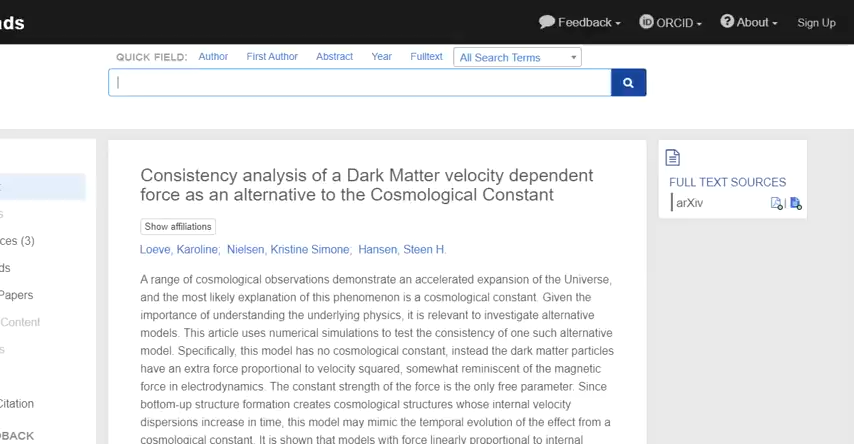 ads
Feedback ORCID About Sign Up
QUICK FIELD: Author First Author Abstract Year Fulltext All Search Terms
Consistency analysis of a Dark Matter velocity dependent
force as an alternative to the Cosmological Constant
FULL TEXT SOURCES
arXiv
Show affiliations
Loeve, Karoline; Nielsen, Kristine Simone; Hansen, Steen H.
A range of cosmological observations demonstrate an accelerated expansion of the Universe,
and the most likely explanation of this phenomenon is a cosmological constant. Given the
importance of understanding the underlying physics, it is relevant to investigate alternative
models. This article uses numerical simulations to test the consistency of one such alternative
model. Specifically, this model has no cosmological constant, instead the dark matter particles
have an extra force proportional to velocity squared, somewhat reminiscent of the magnetic
force in electrodynamics. The constant strength of the force is the only free parameter. Since
bottom-up structure formation creates cosmological structures whose internal velocity
dispersions increase in time, this model may mimic the temporal evolution of the effect from a
cosmological constant. It is shown that models with force linearly proportional to internal
ces (3)
ds
Papers
Content
Citation
DBACK